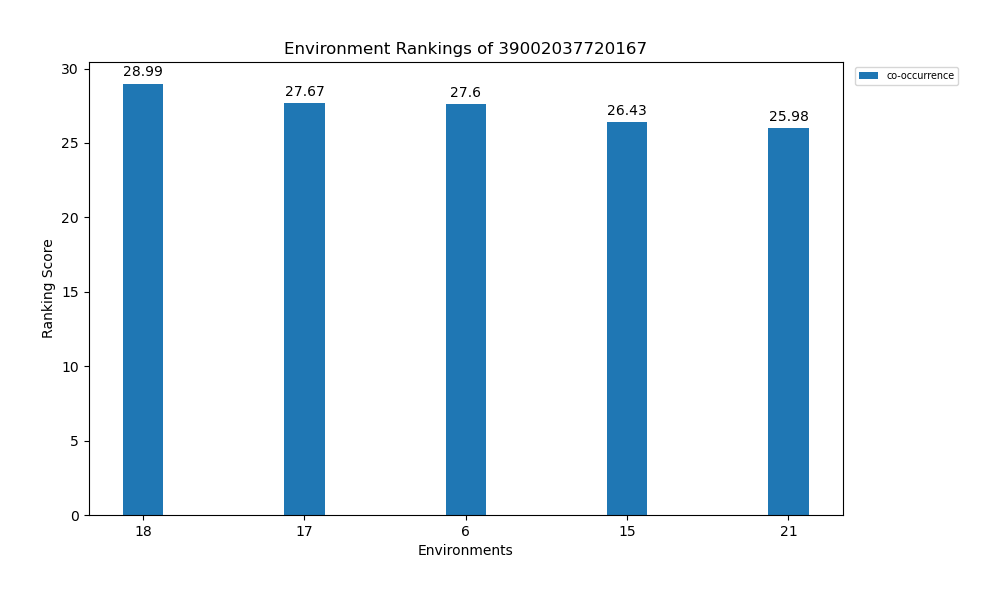 Environment Rankings of 39002037720167
co-occurrence
28.99
27.67
27.6
26.43
25.98
30
25
20
15
10
5
0
Ranking Score
18 17 6 15 21
Environments